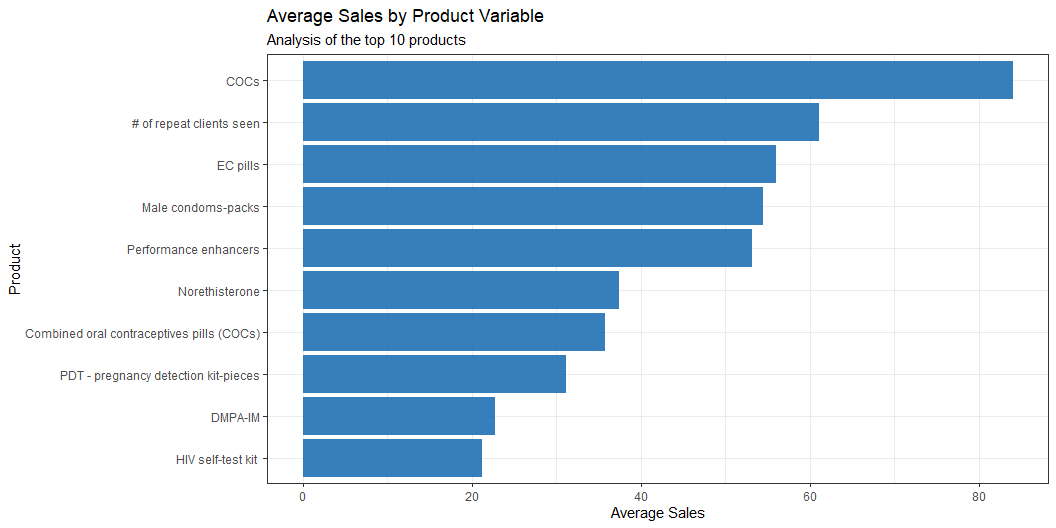 Average Sales by Product Variable
Analysis of the top 10 products
COCs
# of repeat clients seen
EC pills
Male condoms-packs
Performance enhancers
Norethisterone
Combined oral contraceptives pills (COCs)
PDT - pregnancy detection kit-pieces
DMPA-IM
HIV self-test kit
Product
0 20 40 60 80
Average Sales